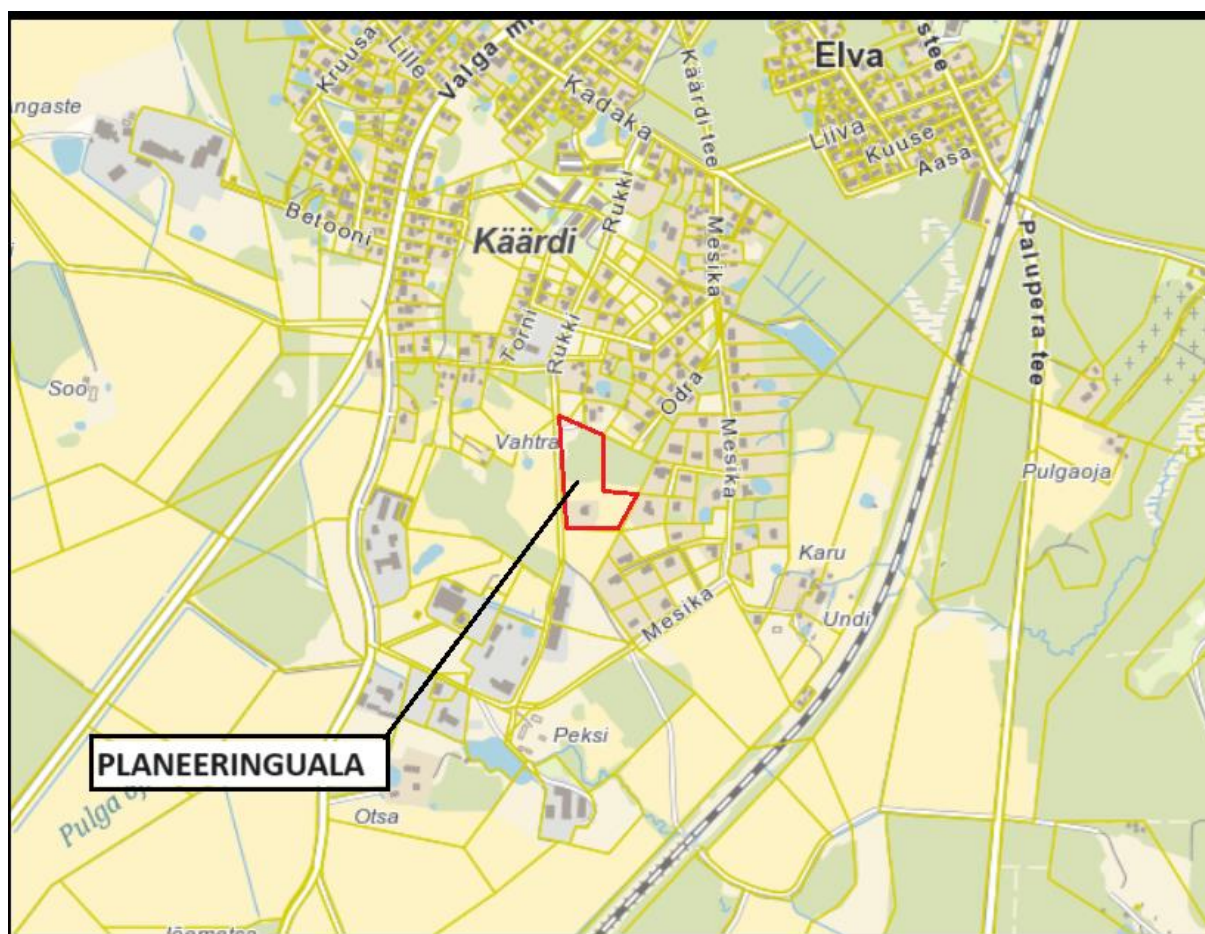 Kruusa
Lille
Valga m
Kadaka
Käärdi tee
Elva
stee
Liiva
Kuuse
Aasa
ngaste
Betooni
Käärdi
Rukki
Mesika
Palupera tee
Torni
Rukki
Soo
Odra
Vahtra
Mesika
Pulgaoja
Karu
Mesika
Undi
Peksi
PLANEERINGUALA
Pulga oj
Otsa